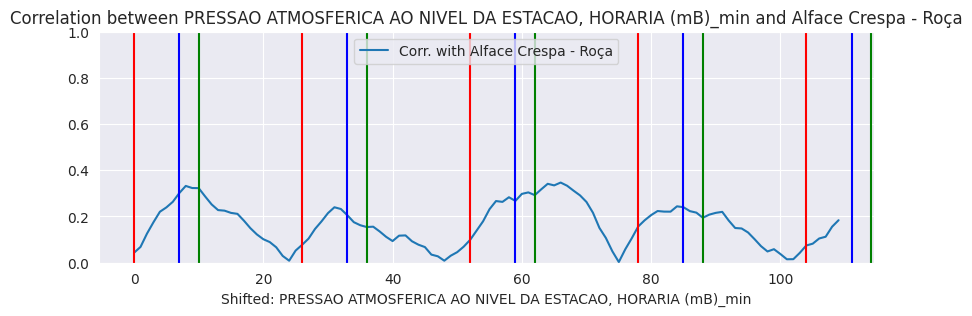 Correlation between PRESSAO ATMOSFERICA AO NIVEL DA ESTACAO, HORARIA (mB)_min and Alface Crespa - Roça
1.0
Corr. with Alface Crespa - Roça
0.8
0.6
0.4
0.2
0.0
0 20 40 60 80 100
Shifted: PRESSAO ATMOSFERICA AO NIVEL DA ESTACAO, HORARIA (mB)_min